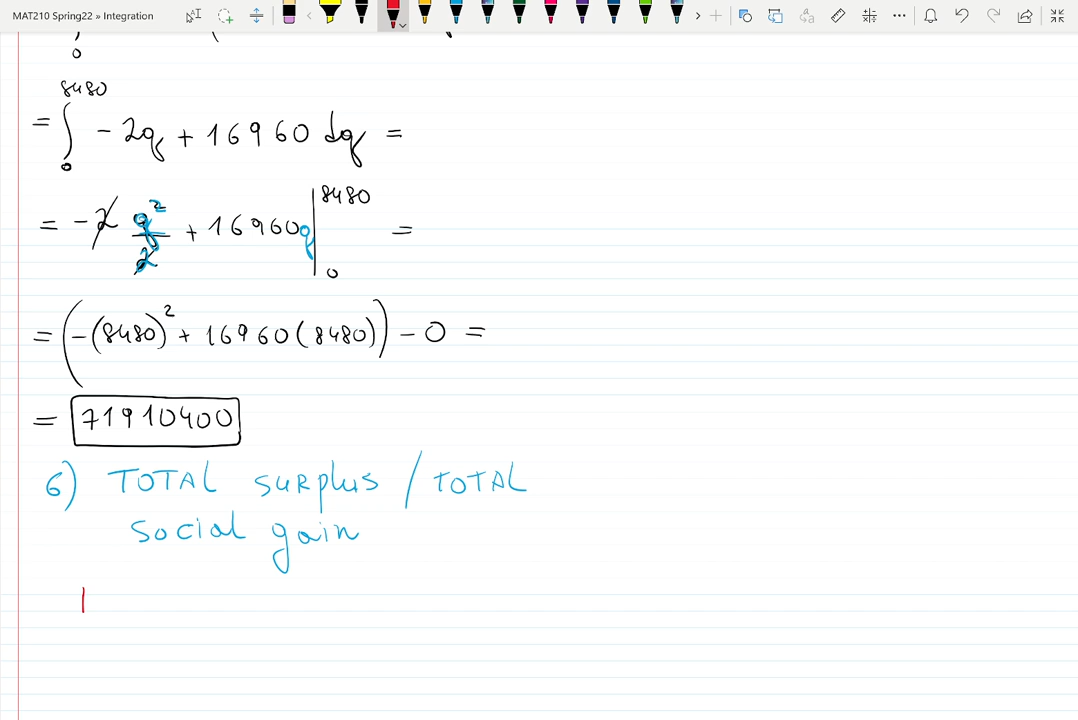 MAT210 Spring22 » Integration
0
8480
= ∫ - 2q + 16960 dq =
0
= - 2 q²/2 + 16960q | 8480 =
0
= (-(8480)² + 16960(8480)) - 0 =
= 71910400
6) TOTAL surplus / TOTAL
social gain